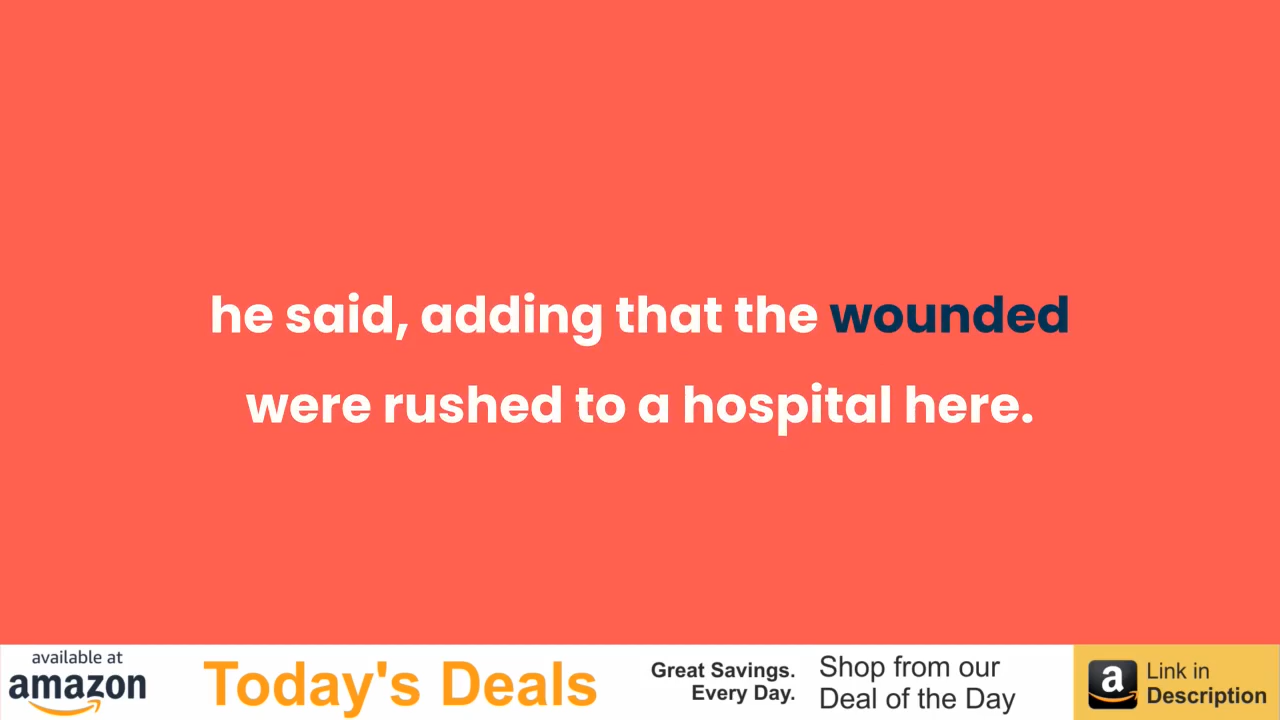 he said, adding that the wounded
were rushed to a hospital here.
available at
amazon
Today's Deals
Great Savings.
Every Day.
Shop from our
Deal of the Day
a
Link in
Description